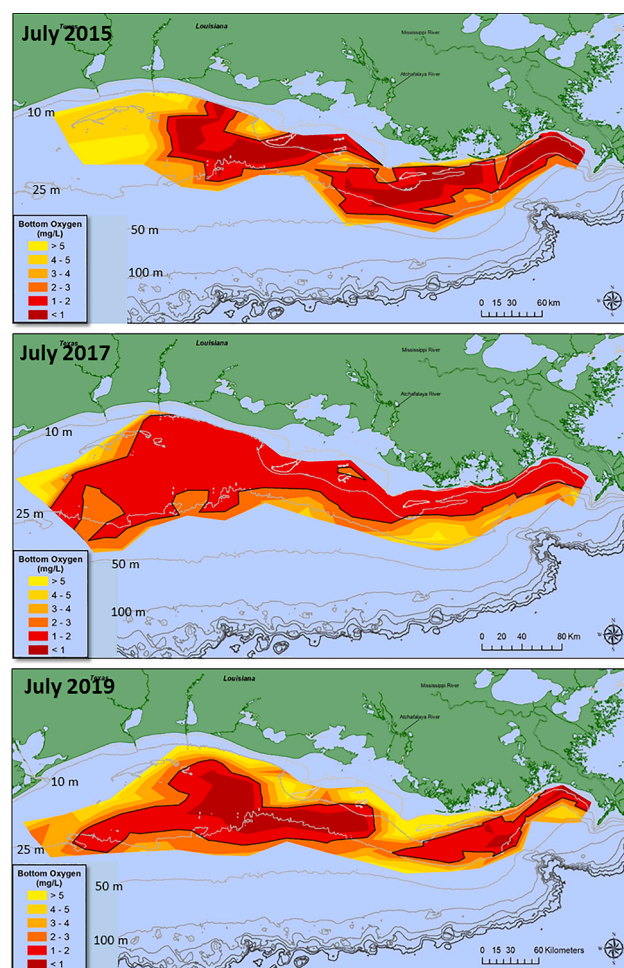 July 2015
Texas
Louisiana
Mississippi River
Atchafalaya River
10 m
25 m
50 m
100 m
Bottom Oxygen
(mg/L)
> 5
4 - 5
3 - 4
2 - 3
1 - 2
< 1
0 15 30 60 km
July 2017
Texas
Louisiana
Mississippi River
Atchafalaya River
10 m
25 m
50 m
100 m
Bottom Oxygen
(mg/L)
> 5
4 - 5
3 - 4
2 - 3
1 - 2
< 1
0 20 40 80 Km
July 2019
Texas
Louisiana
Mississippi River
Atchafalaya River
10 m
25 m
50 m
100 m
Bottom Oxygen
(mg/L)
> 5
4 - 5
3 - 4
2 - 3
1 - 2
< 1
0 15 30 60 Kilometers